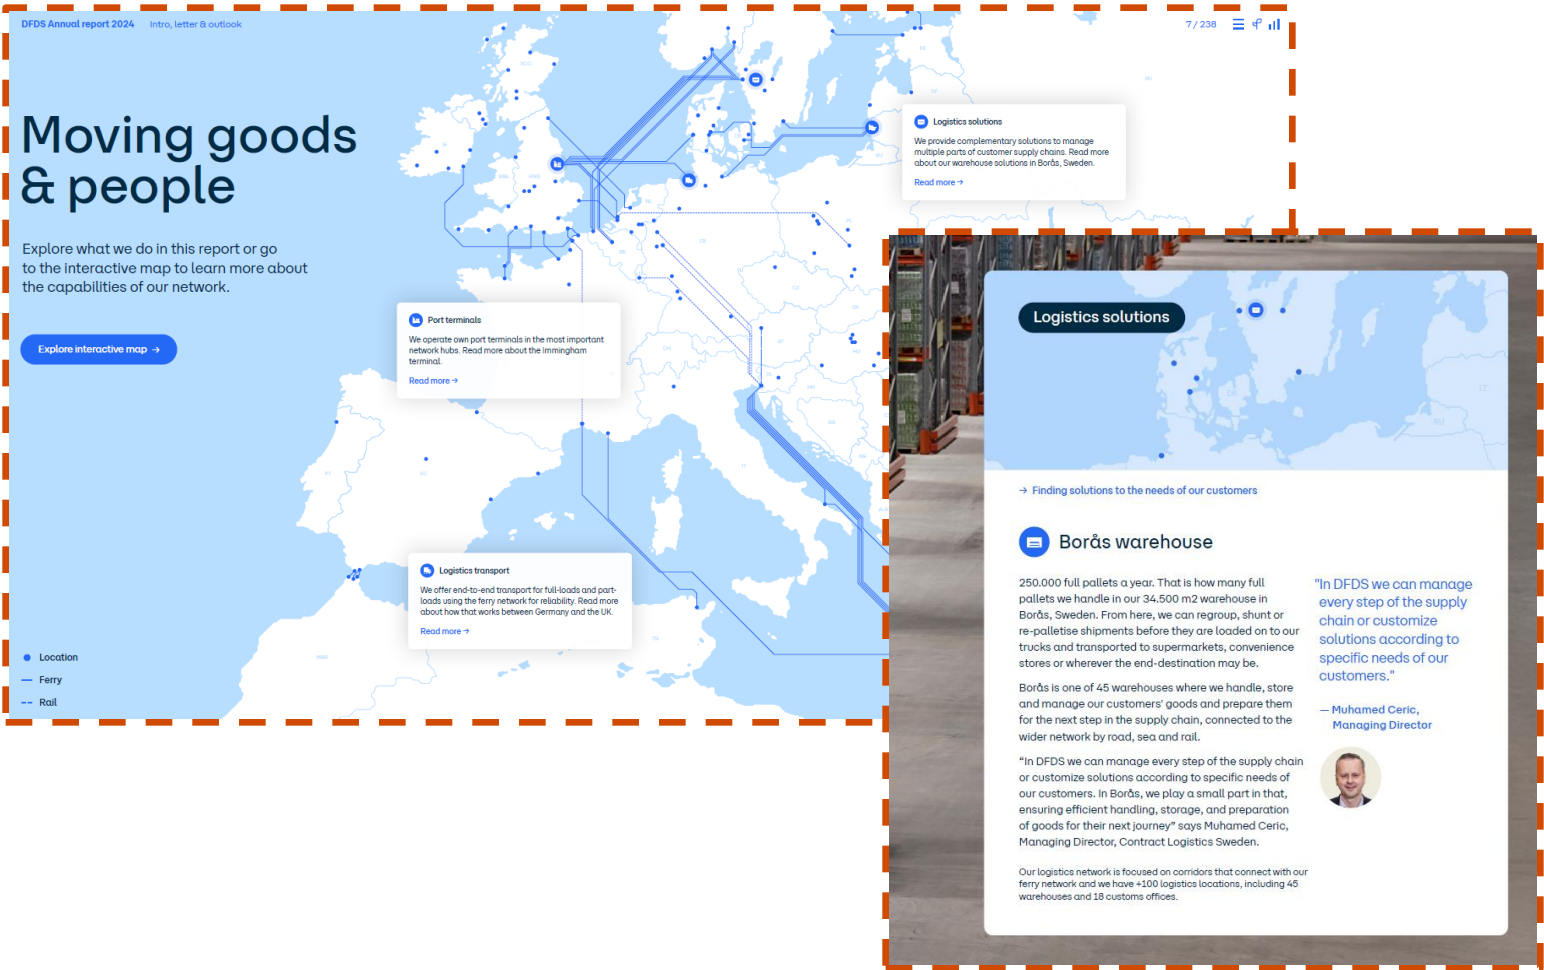 DFDS Annual report 2024 Intro, letter & outlook
7 / 238
Moving goods
& people
Explore what we do in this report or go
to the interactive map to learn more about
the capabilities of our network.
Explore interactive map →
Logistics solutions
We provide complementary solutions to manage
multiple parts of customer supply chains. Read more
about our warehouse solutions in Borås, Sweden.
Read more →
Port terminals
We operate own port terminals in the most important
network hubs. Read more about the Immingham
terminal.
Read more →
Logistics transport
We offer end-to-end transport for full-loads and part-
loads using the ferry network for reliability. Read more
about how that works between Germany and the UK.
Read more →
Location
Ferry
Rail
Logistics solutions
→ Finding solutions to the needs of our customers
Borås warehouse
250.000 full pallets a year. That is how many full
pallets we handle in our 34.500 m2 warehouse in
Borås, Sweden. From here, we can regroup, shunt or
re-palletise shipments before they are loaded on to our
trucks and transported to supermarkets, convenience
stores or wherever the end-destination may be.
Borås is one of 45 warehouses where we handle, store
and manage our customers' goods and prepare them
for the next step in the supply chain, connected to the
wider network by road, sea and rail.
“In DFDS we can manage every step of the supply chain
or customize solutions according to specific needs of
our customers. In Borås, we play a small part in that,
ensuring efficient handling, storage, and preparation
of goods for their next journey” says Muhamed Ceric,
Managing Director, Contract Logistics Sweden.
Our logistics network is focused on corridors that connect with our
ferry network and we have +100 logistics locations, including 45
warehouses and 18 customs offices.
"In DFDS we can manage
every step of the supply
chain or customize
solutions according to
specific needs of our
customers."
— Muhamed Ceric,
Managing Director